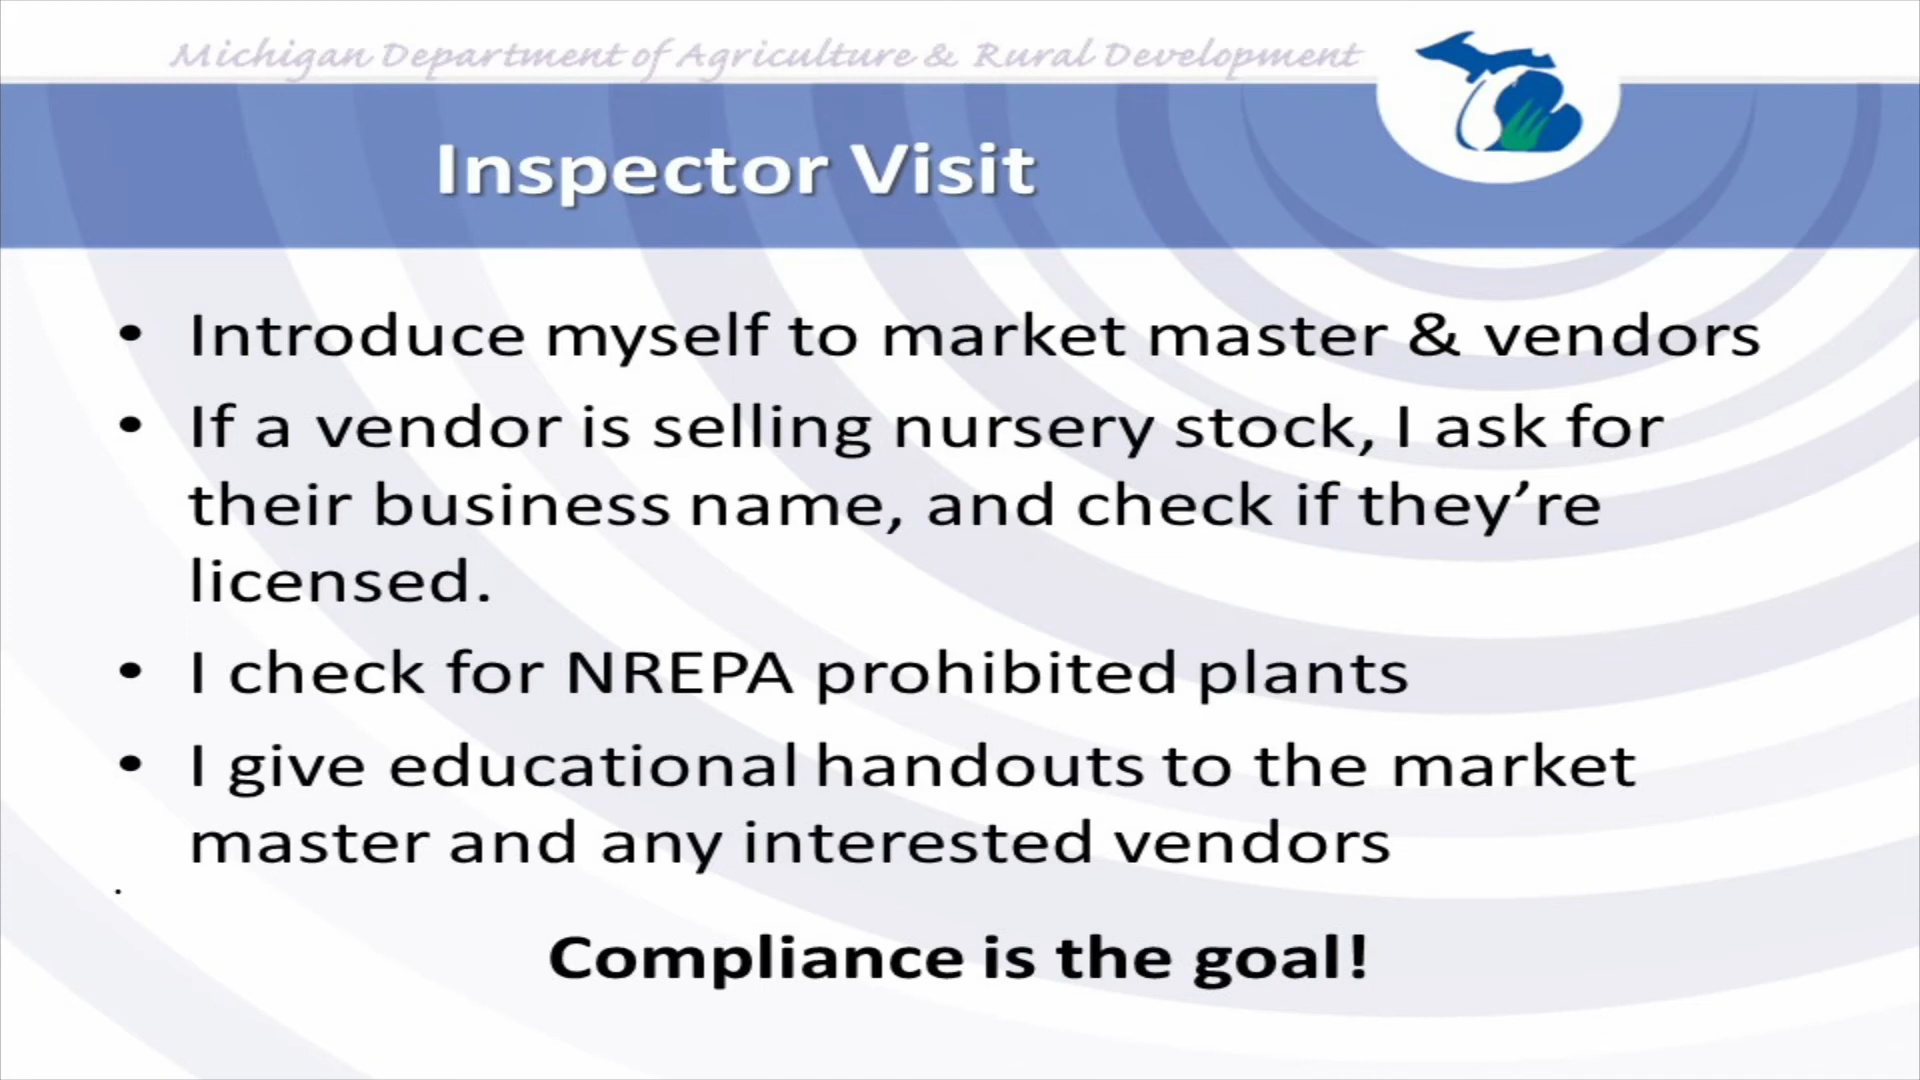 Michigan Department of Agriculture & Rural Development
Inspector Visit
• Introduce myself to market master & vendors
• If a vendor is selling nursery stock, I ask for
their business name, and check if they’re
licensed.
• I check for NREPA prohibited plants
• I give educational handouts to the market
master and any interested vendors
.
Compliance is the goal!